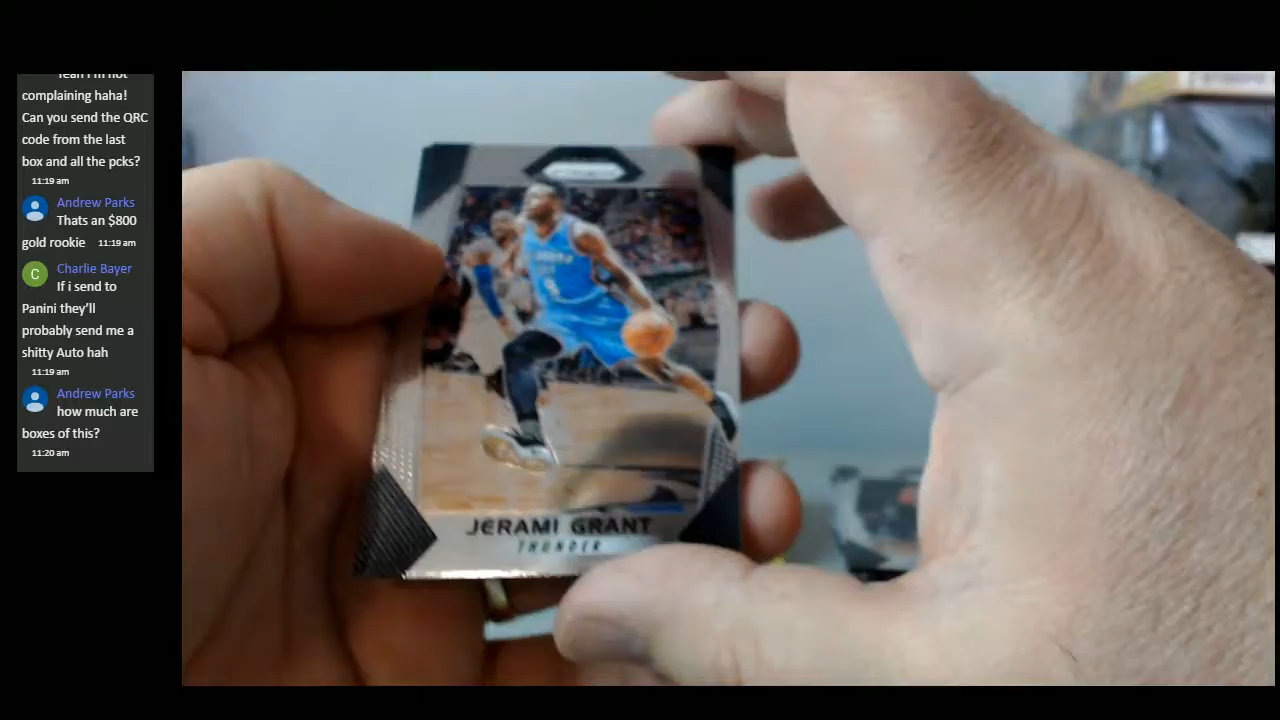 complaining haha!
Can you send the QRC
code from the last
box and all the pcks?
11:19 am
Andrew Parks
Thats an $800
gold rookie 11:19 am
C
Charlie Bayer
If i send to
Panini they'll
probably send me a
shitty Auto hah
11:19 am
Andrew Parks
how much are
boxes of this?
11:20 am
JERAMI GRANT
THUNDER